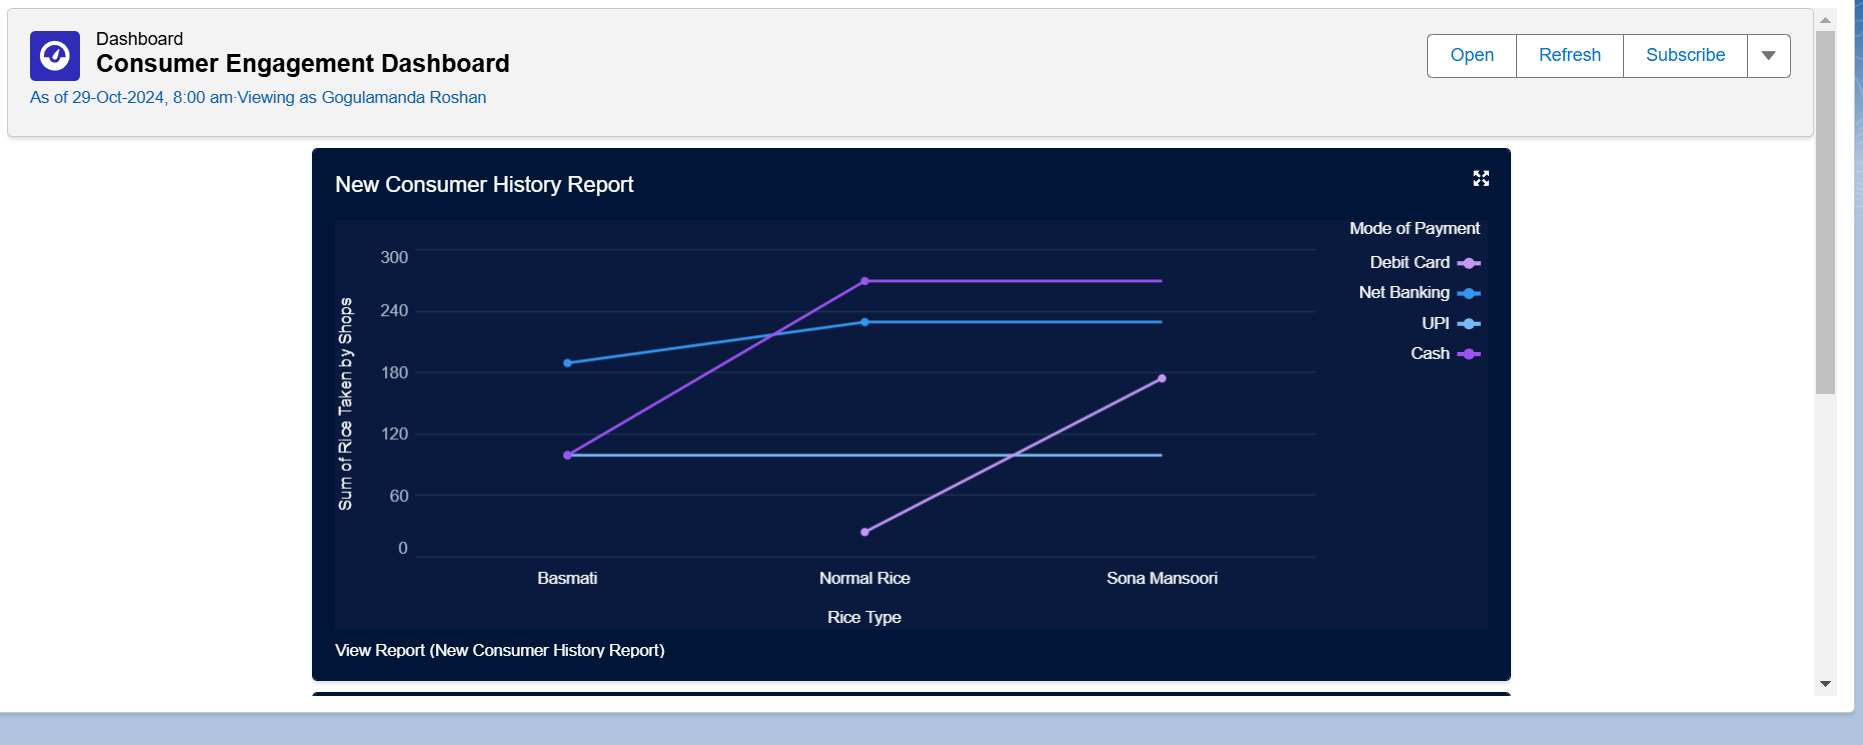 Dashboard
Consumer Engagement Dashboard
As of 29-Oct-2024, 8:00 am·Viewing as Gogulamanda Roshan
Open
Refresh
Subscribe
New Consumer History Report
Mode of Payment
Debit Card
Net Banking
UPI
Cash
Sum of Rice Taken by Shops
300
240
180
120
60
0
Basmati
Normal Rice
Sona Mansoori
Rice Type
View Report (New Consumer History Report)